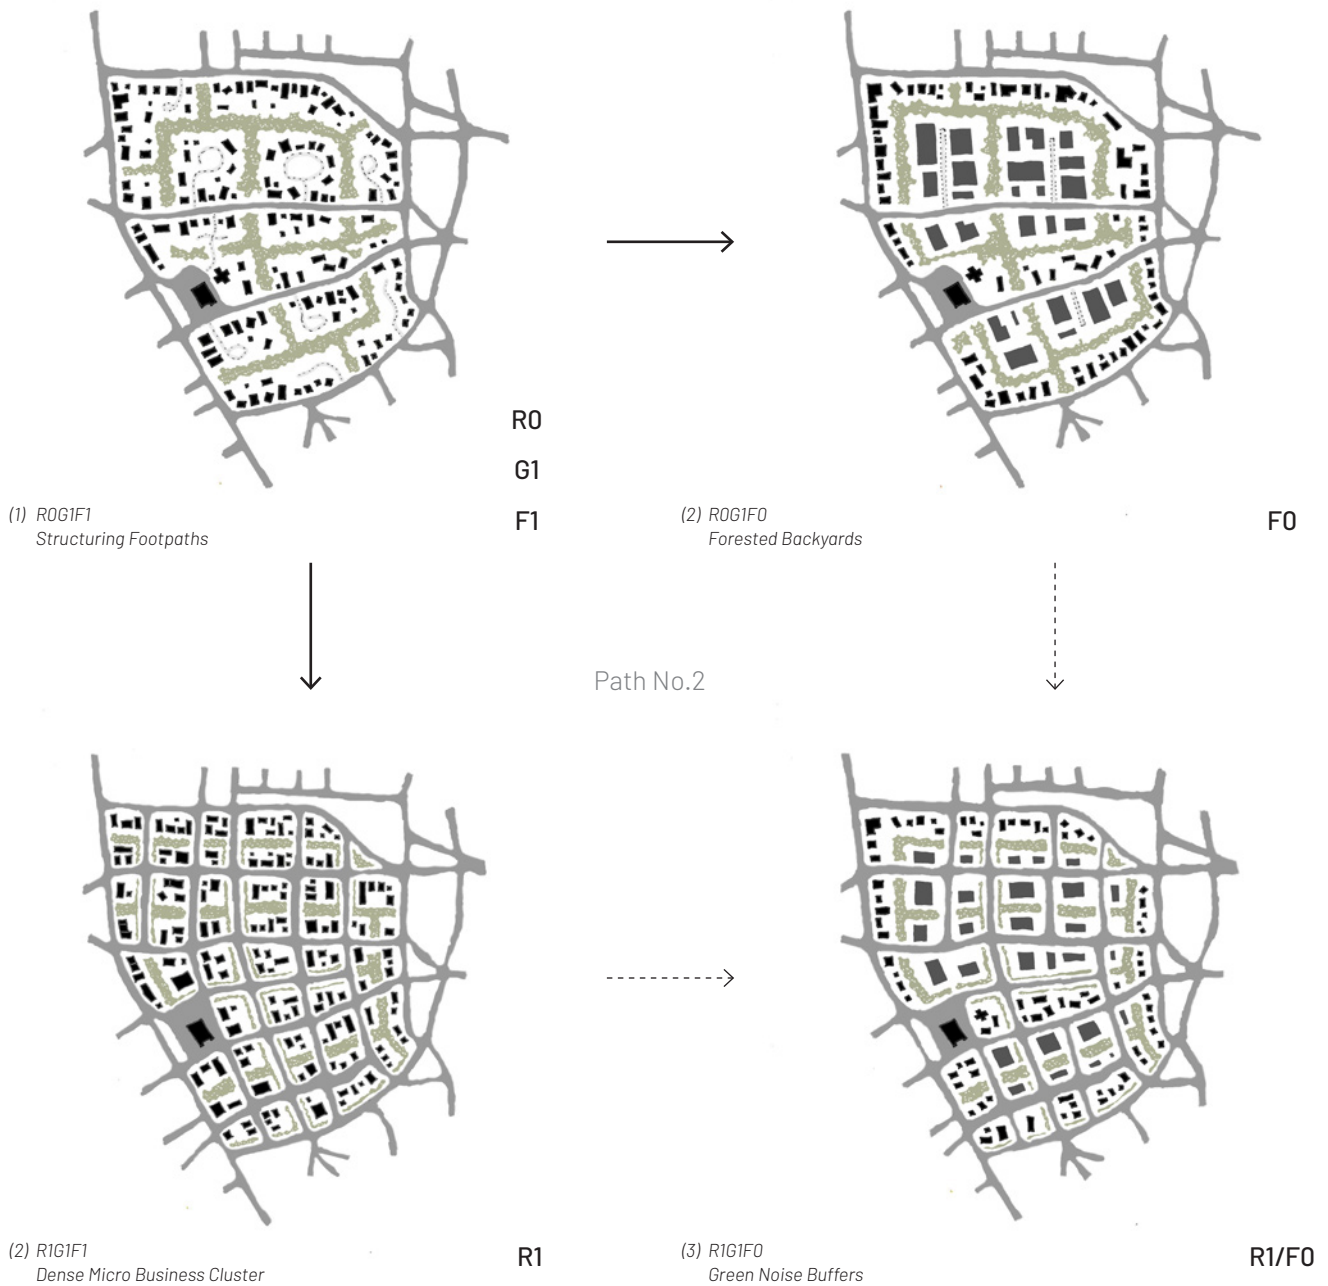 R0
G1
F1
(1) R0G1F1
Structuring Footpaths
(2) R0G1F0
Forested Backyards
F0
Path No.2
(2) R1G1F1
Dense Micro Business Cluster
R1
(3) R1G1F0
Green Noise Buffers
R1/F0